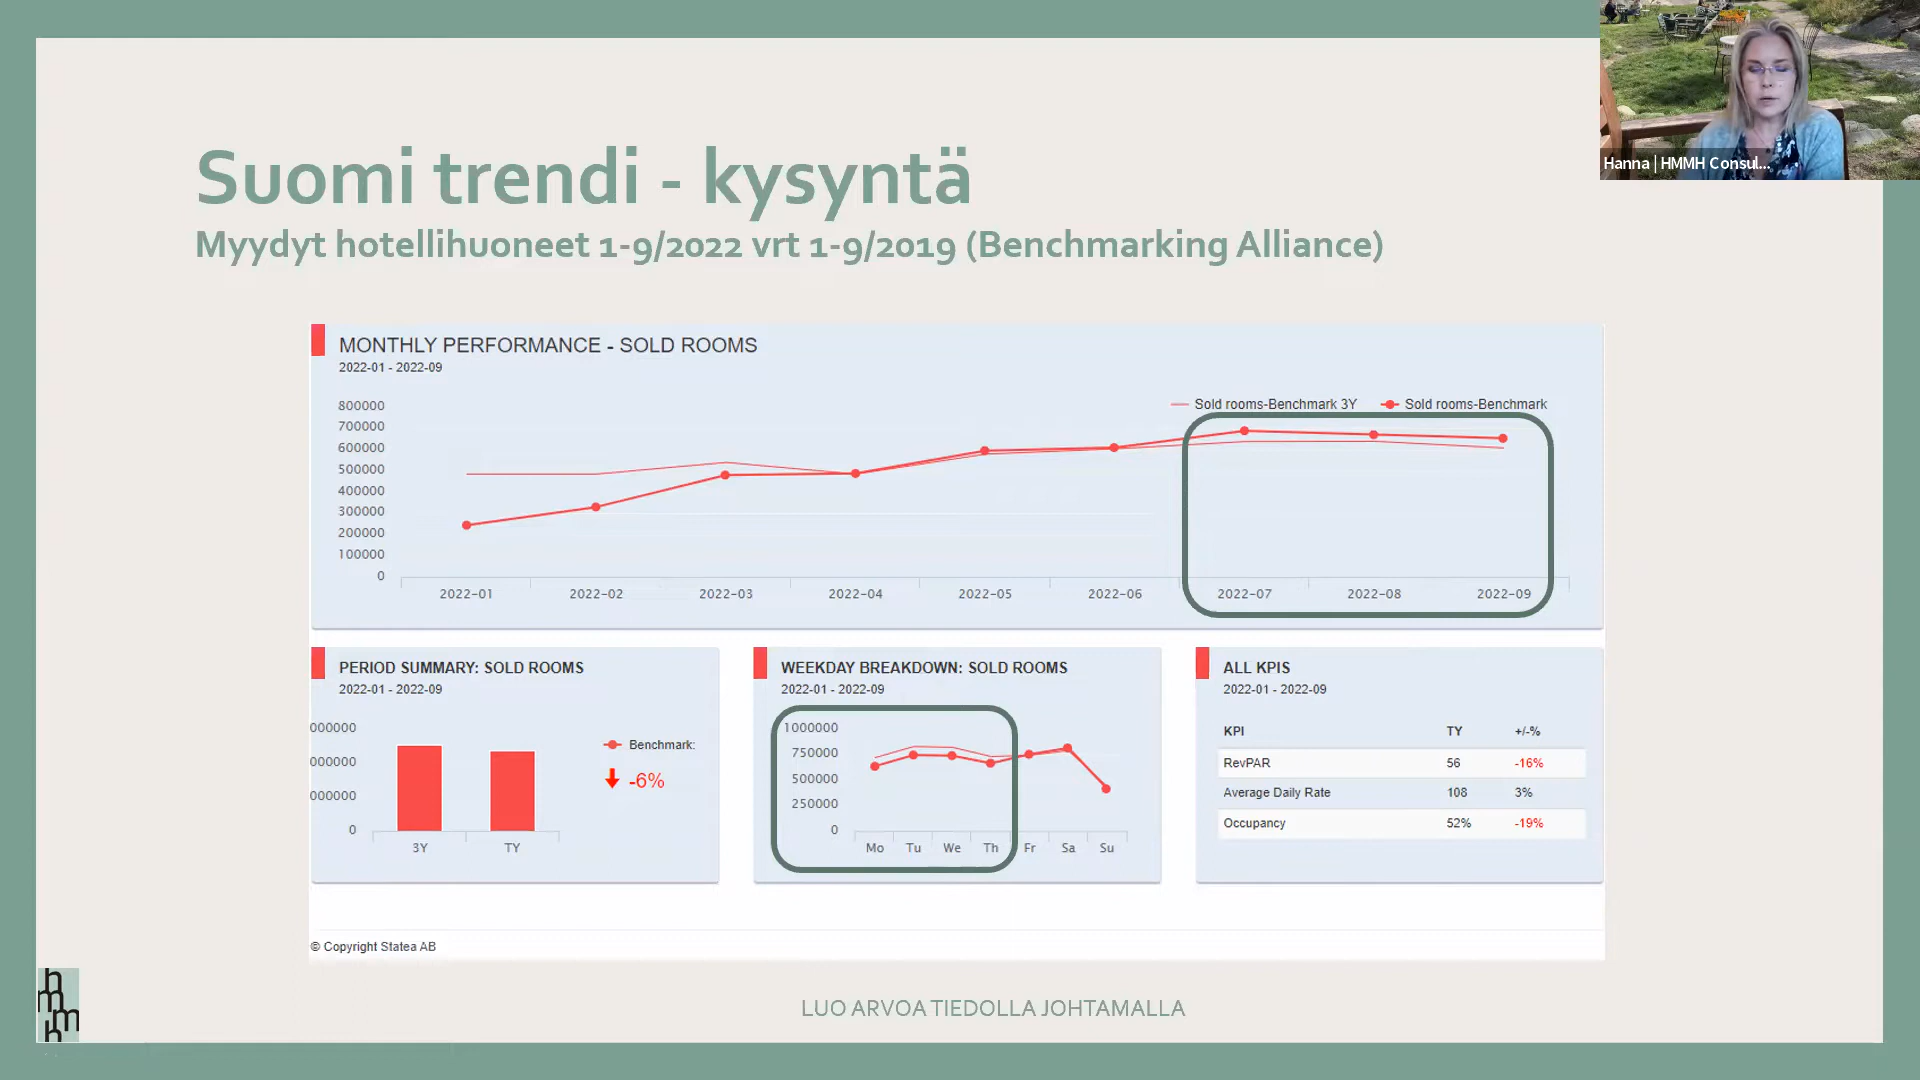 Hanna | HMMH Consul...
Suomi trendi - kysyntä
Myydyt hotellihuoneet 1-9/2022 vrt 1-9/2019 (Benchmarking Alliance)
MONTHLY PERFORMANCE - SOLD ROOMS
2022-01 - 2022-09
Sold rooms-Benchmark 3Y Sold rooms-Benchmark
800000
700000
600000
500000
400000
300000
200000
100000
0
2022-01 2022-02 2022-03 2022-04 2022-05 2022-06 2022-07 2022-08 2022-09
PERIOD SUMMARY: SOLD ROOMS
2022-01 - 2022-09
000000
000000
000000
0
3Y TY
Benchmark:
-6%
WEEKDAY BREAKDOWN: SOLD ROOMS
2022-01 - 2022-09
1000000
750000
500000
250000
0
Mo Tu We Th Fr Sa Su
ALL KPIS
2022-01 - 2022-09
KPI TY +/-%
RevPAR 56 -16%
Average Daily Rate 108 3%
Occupancy 52% -19%
© Copyright Statea AB
hmmh
LUO ARVOA TIEDOLLA JOHTAMALLA